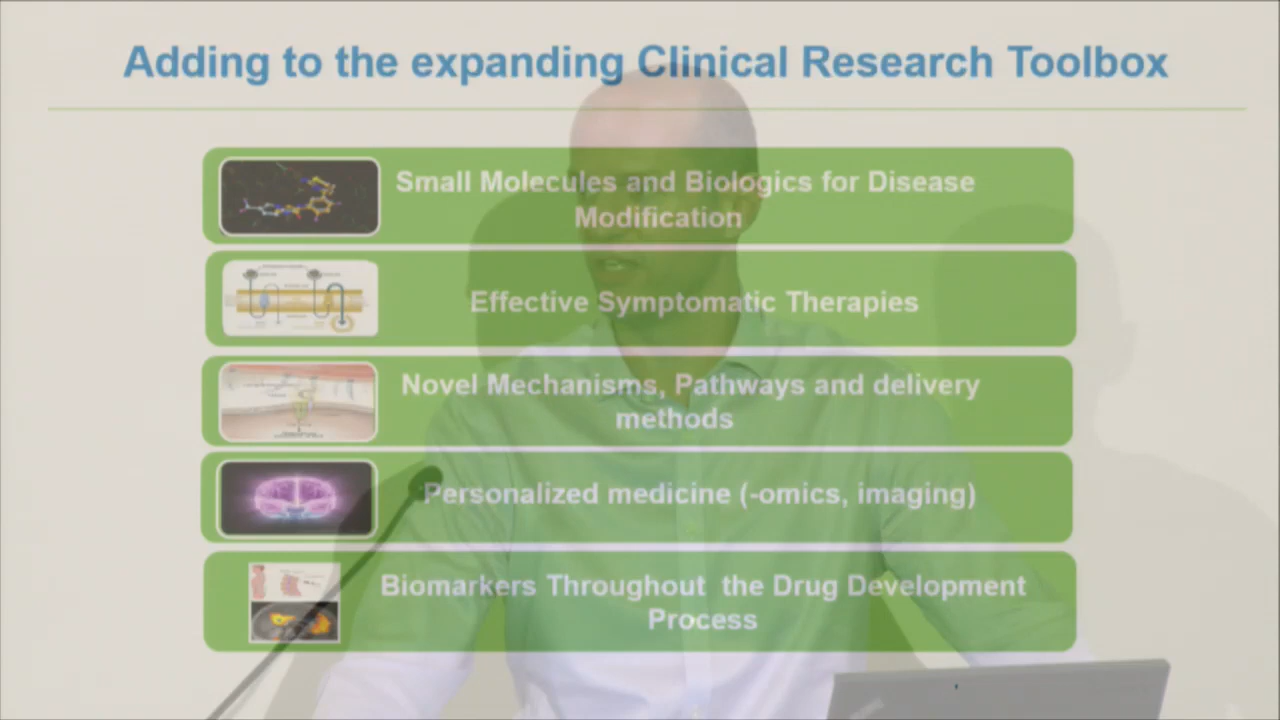 Adding to the expanding Clinical Research Toolbox
Small Molecules and Biologics for Disease
Modification
Effective Symptomatic Therapies
Novel Mechanisms, Pathways and delivery
methods
Personalized medicine (-omics, imaging)
Biomarkers Throughout the Drug Development
Process